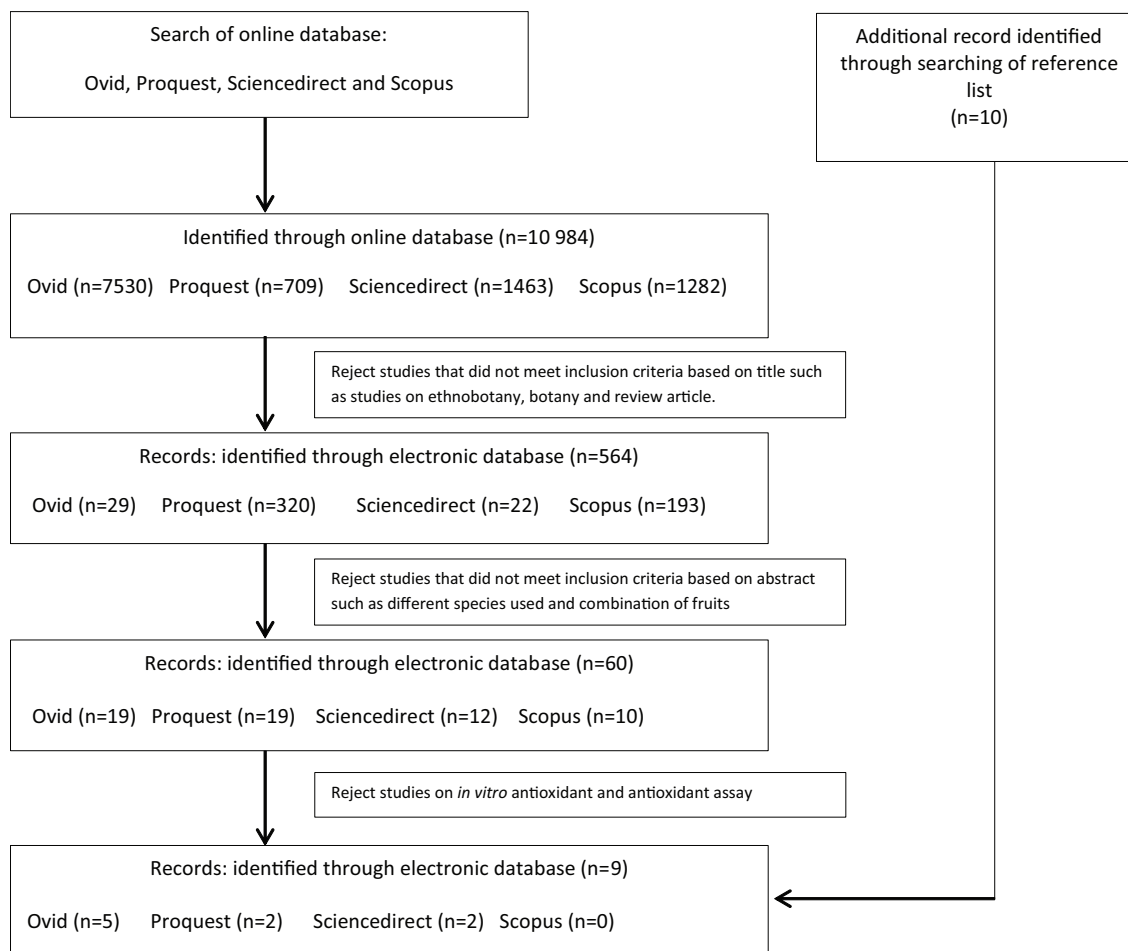 Search of online database:
Ovid, Proquest, Sciencedirect and Scopus
Additional record identified
through searching of reference
list
(n=10)
Identified through online database (n=10 984)
Ovid (n=7530) Proquest (n=709) Sciencedirect (n=1463) Scopus (n=1282)
Reject studies that did not meet inclusion criteria based on title such
as studies on ethnobotany, botany and review article.
Records: identified through electronic database (n=564)
Ovid (n=29) Proquest (n=320) Sciencedirect (n=22) Scopus (n=193)
Reject studies that did not meet inclusion criteria based on abstract
such as different species used and combination of fruits
Records: identified through electronic database (n=60)
Ovid (n=19) Proquest (n=19) Sciencedirect (n=12) Scopus (n=10)
Reject studies on in vitro antioxidant and antioxidant assay
Records: identified through electronic database (n=9)
Ovid (n=5) Proquest (n=2) Sciencedirect (n=2) Scopus (n=0)